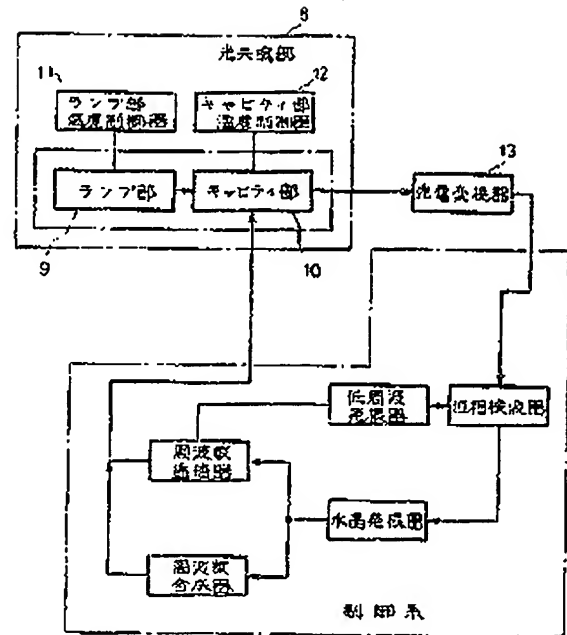 8
光共鳴部
11
12
ランプ部
温度制御器
キャビティ部
温度制御器
13
ランプ部
キャビティ部
光電変換器
9
10
低周波
発振器
位相検波器
周波数
逓倍器
水晶発振器
周波数
合成器
制御系